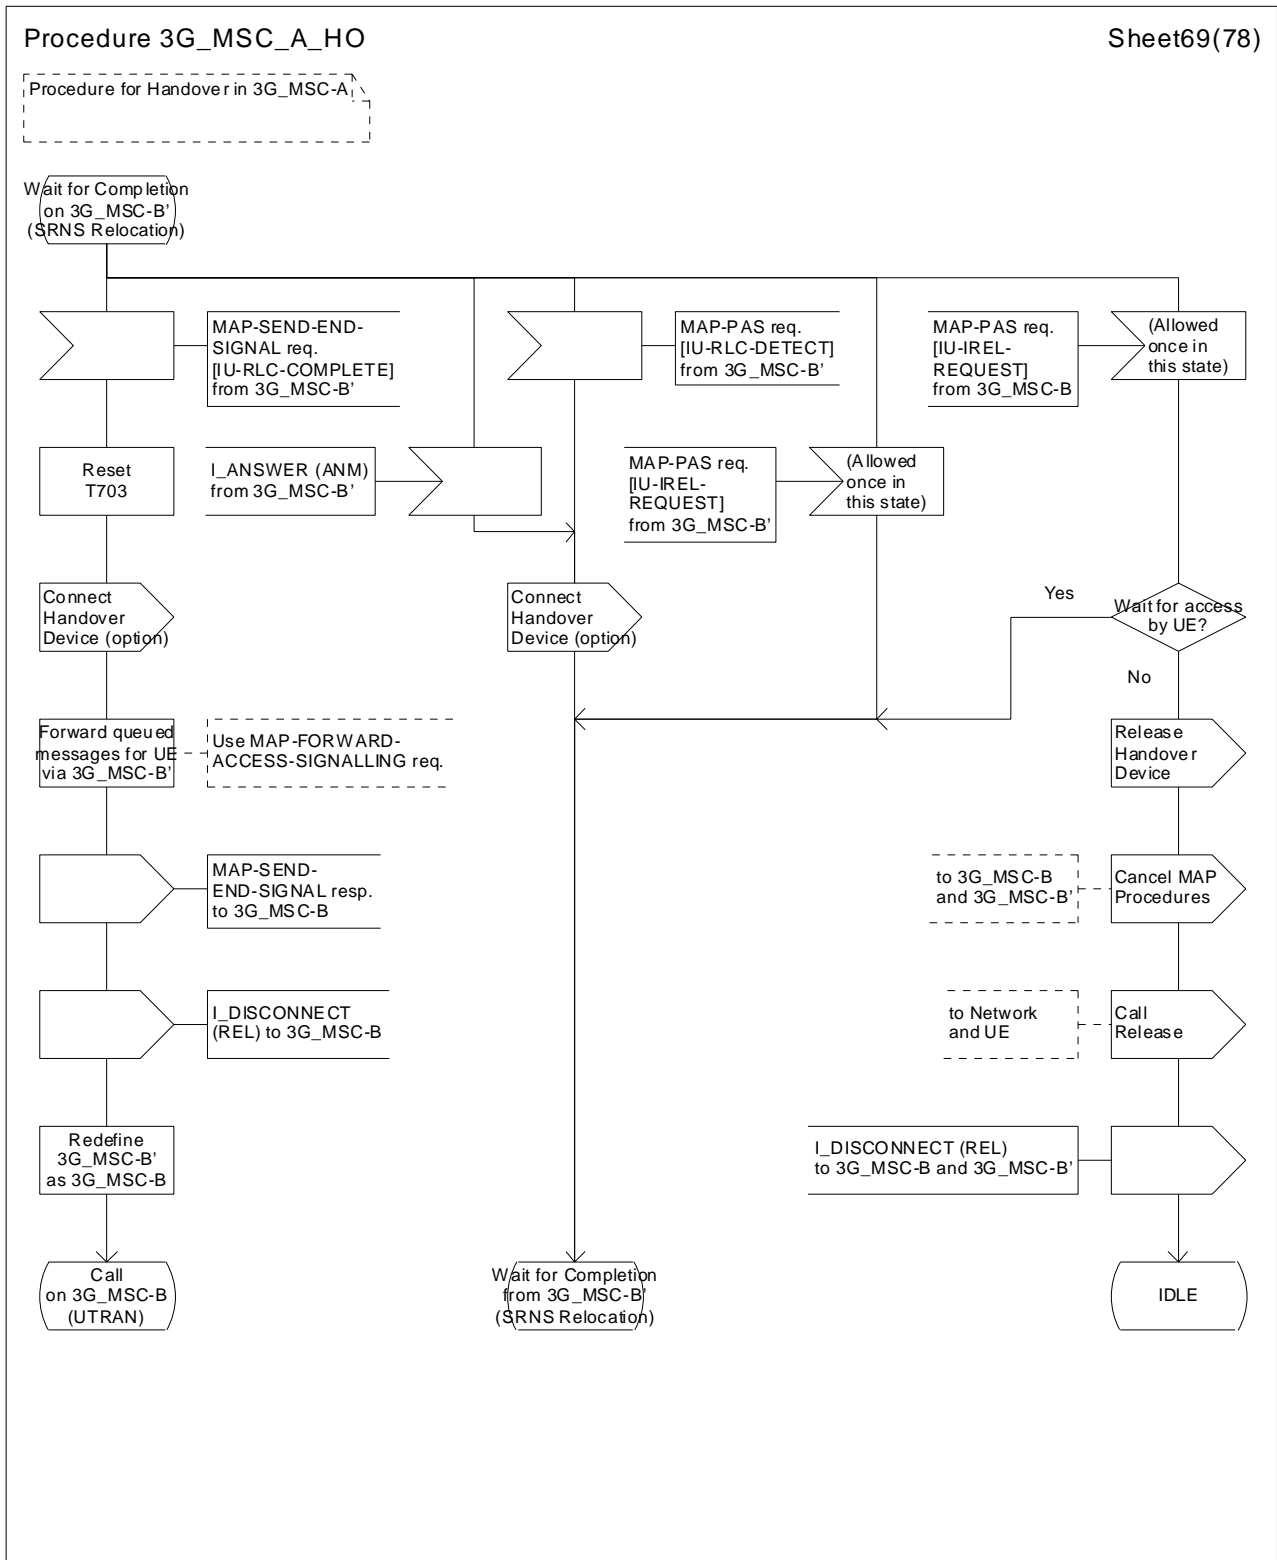 Procedure 3G_MSC_A_HO
Sheet69(78)
Procedure for Handover in 3G_MSC-A
Wait for Completion
on 3G_MSC-B'
(SRNS Relocation)
MAP-SEND-END-
SIGNAL req.
[IU-RLC-COMPLETE]
from 3G_MSC-B'
MAP-PAS req.
[IU-RLC-DETECT]
from 3G_MSC-B'
MAP-PAS req.
[IU-IREL-
REQUEST]
from 3G_MSC-B
(Allowed
once in
this state)
Reset
T703
I_ANSWER (ANM)
from 3G_MSC-B'
MAP-PAS req.
[IU-IREL-
REQUEST]
from 3G_MSC-B'
(Allowed
once in
this state)
Connect
Handover
Device (option)
Connect
Handover
Device (option)
Yes
Wait for access
by UE?
No
Forward queued
messages for UE
via 3G_MSC-B'
Use MAP-FORWARD-
ACCESS-SIGNALLING req.
Release
Handover
Device
MAP-SEND-
END-SIGNAL resp.
to 3G_MSC-B
to 3G_MSC-B
and 3G_MSC-B'
Cancel MAP
Procedures
I_DISCONNECT
(REL) to 3G_MSC-B
to Network
and UE
Call
Release
Redefine
3G_MSC-B'
as 3G_MSC-B
I_DISCONNECT (REL)
to 3G_MSC-B and 3G_MSC-B'
Call
on 3G_MSC-B
(UTRAN)
Wait for Completion
from 3G_MSC-B'
(SRNS Relocation)
IDLE